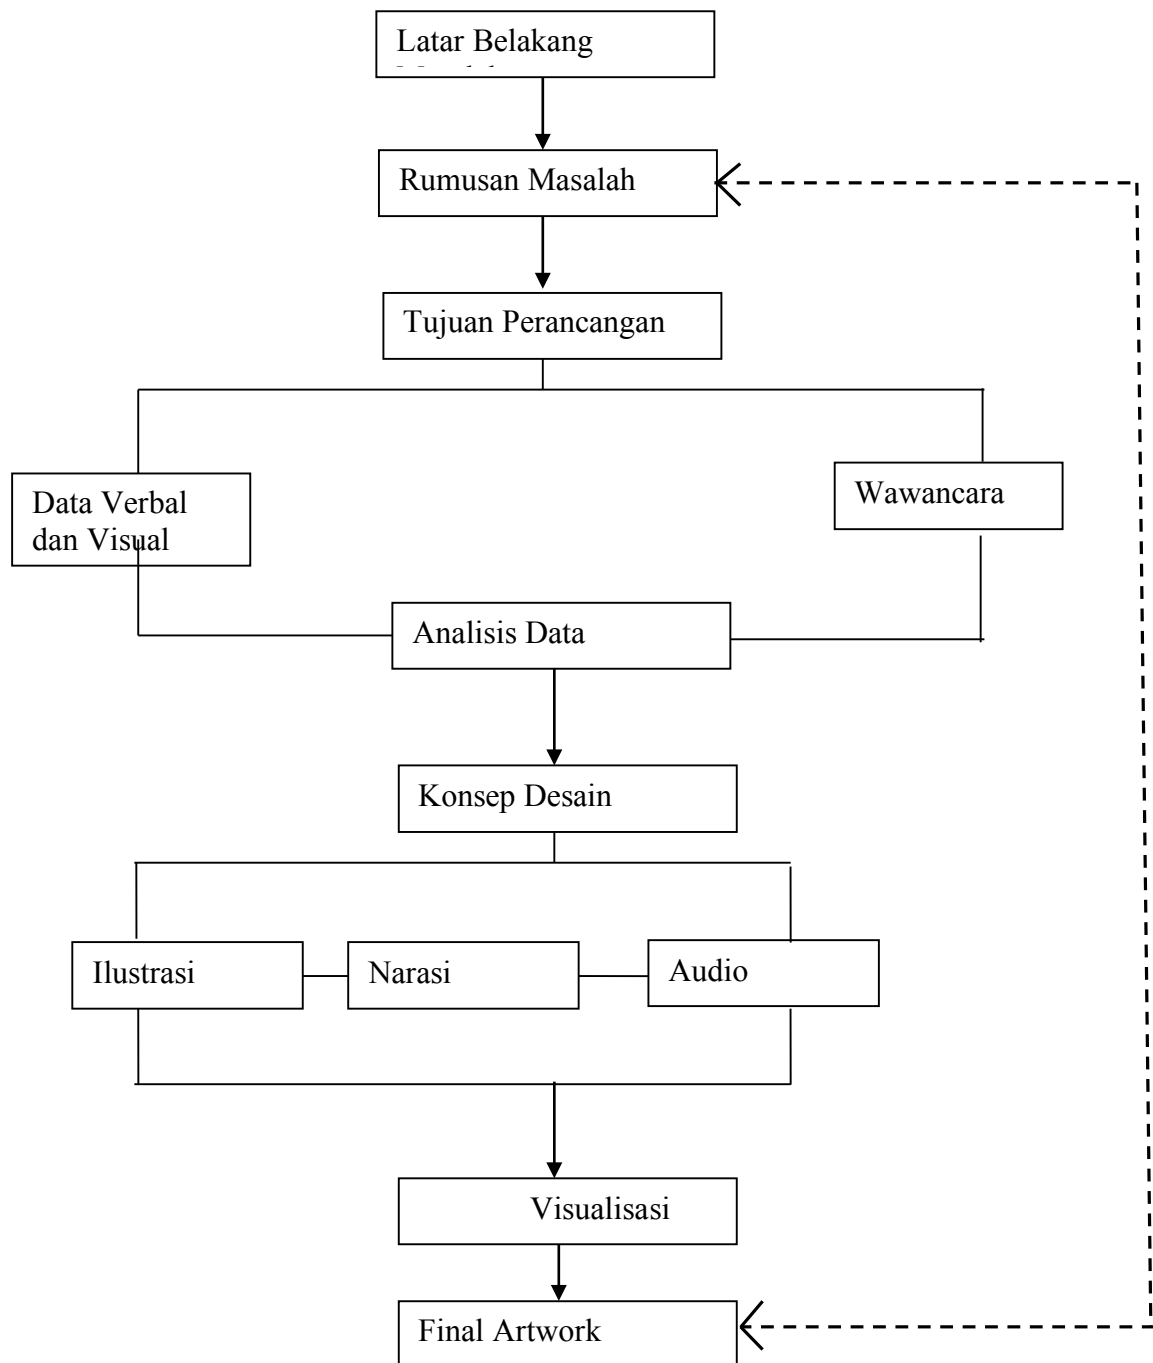 Latar Belakang
Rumusan Masalah
Tujuan Perancangan
Data Verbal
dan Visual
Wawancara
Analisis Data
Konsep Desain
Ilustrasi
Narasi
Audio
Visualisasi
Final Artwork